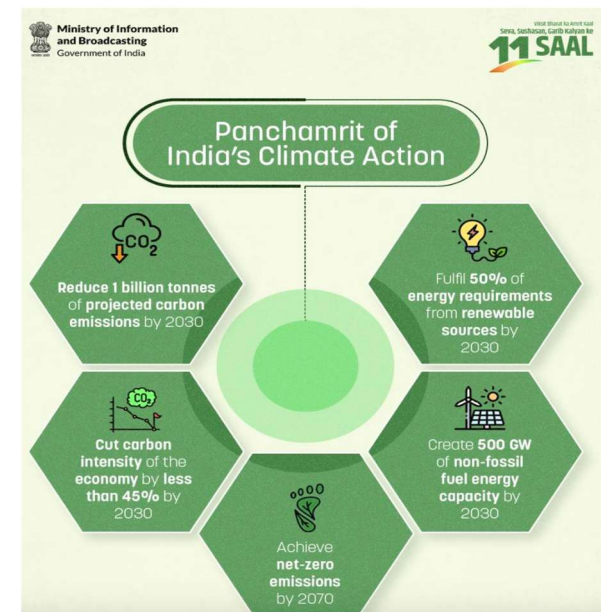 Ministry of Information
and Broadcasting
Government of India
Viksit Bharat ka Amrit Kaal
Seva, Sushasan, Garib Kalyan ke
11 SAAL
Panchamrit of
India's Climate Action
CO2
Reduce 1 billion tonnes
of projected carbon
emissions by 2030
Fulfil 50% of
energy requirements
from renewable
sources by
2030
CO2
Cut carbon
intensity of the
economy by less
than 45% by
2030
Create 500 GW
of non-fossil
fuel energy
capacity by
2030
Achieve
net-zero
emissions
by 2070